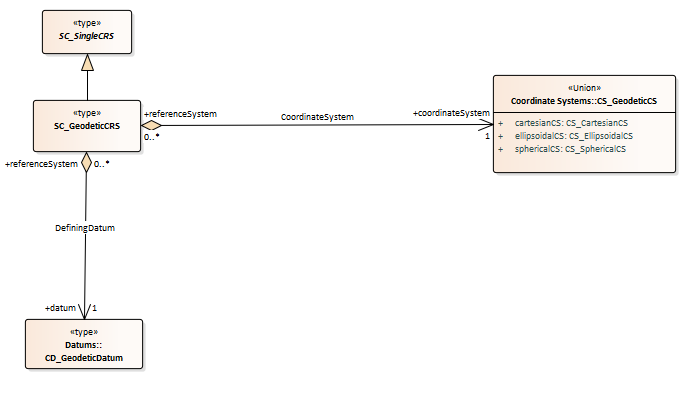 «type»
SC_SingleCRS
«type»
SC_GeodeticCRS
+referenceSystem
0..*
CoordinateSystem
+coordinateSystem
1
«Union»
Coordinate Systems::CS_GeodeticCS
+ cartesianCS: CS_CartesianCS
+ ellipsoidalCS: CS_EllipsoidalCS
+ sphericalCS: CS_SphericalCS
+referenceSystem
0..*
DefiningDatum
+datum
1
«type»
Datums::
CD_GeodeticDatum